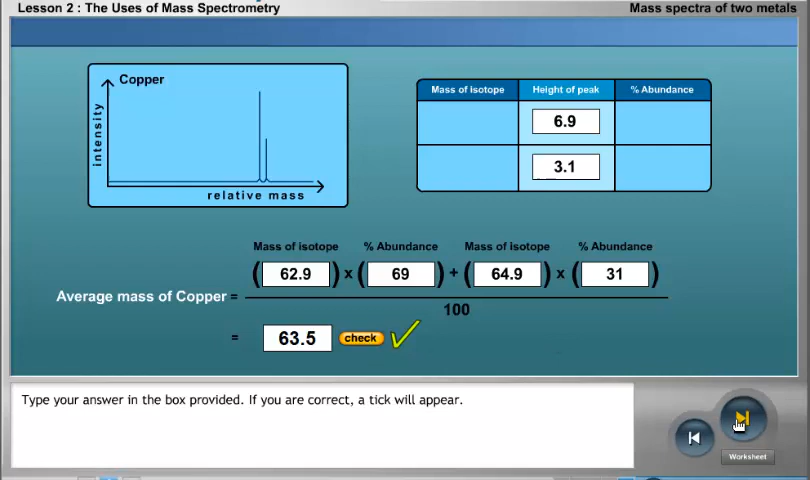 Lesson 2 : The Uses of Mass Spectrometry
Mass spectra of two metals
Copper
intensity
relative mass
Mass of isotope Height of peak % Abundance
6.9
3.1
Mass of isotope % Abundance Mass of isotope % Abundance
Average mass of Copper = ( 62.9 ) x ( 69 ) + ( 64.9 ) x ( 31 )
100
= 63.5 check
Type your answer in the box provided. If you are correct, a tick will appear.
Worksheet